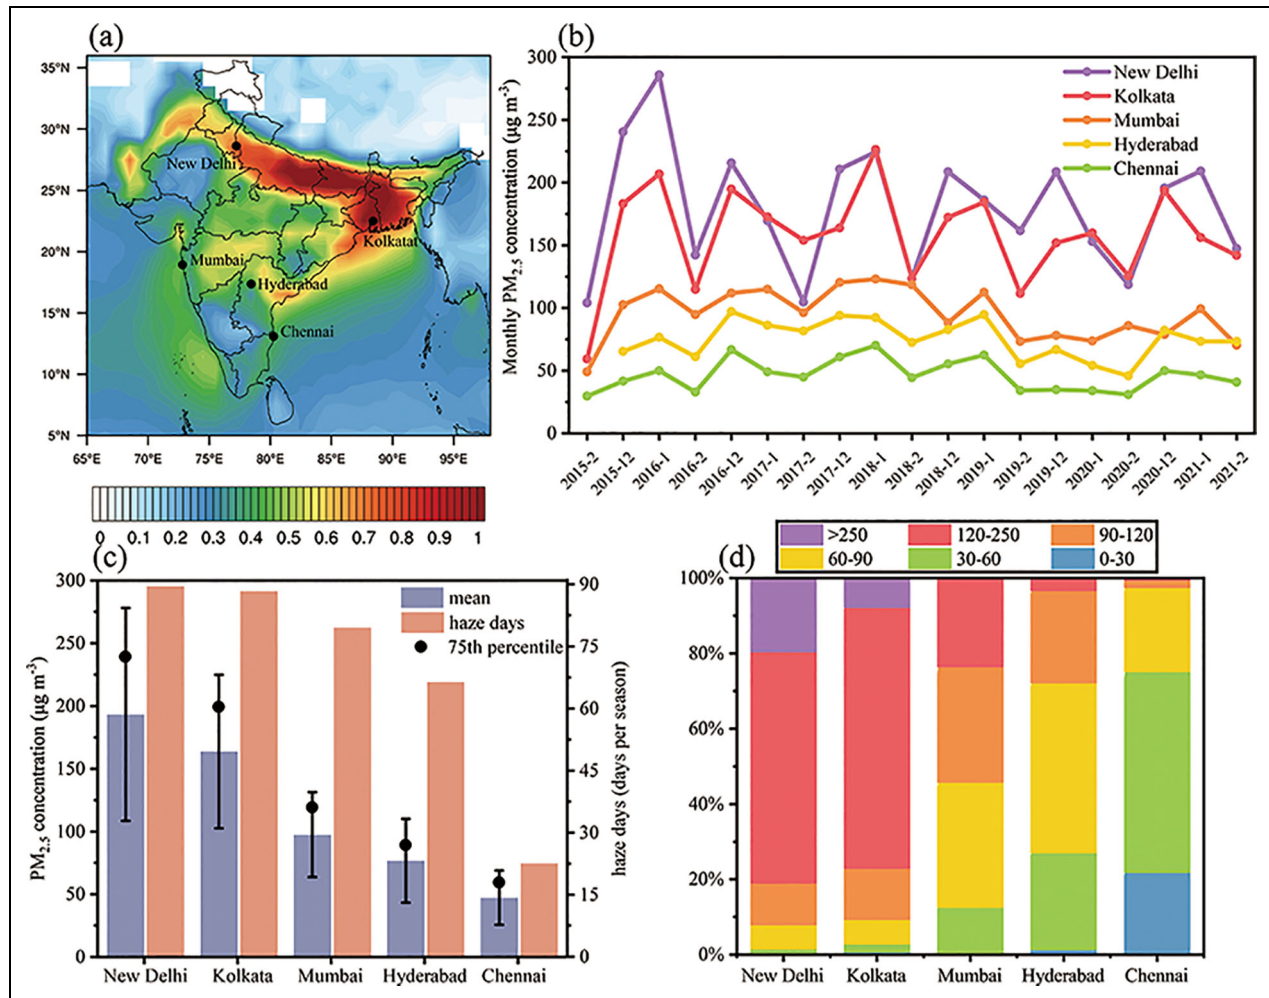 (a)
35°N
30°N
25°N
20°N
15°N
10°N
5°N
65°E 70°E 75°E 80°E 85°E 90°E 95°E
New Delhi
Kolkatat
Mumbai
Hyderabad
Chennai
0 0.1 0.2 0.3 0.4 0.5 0.6 0.7 0.8 0.9 1
(b)
Monthly PM2.5 concentration (μg m-3)
300
250
200
150
100
50
0
New Delhi
Kolkata
Mumbai
Hyderabad
Chennai
2015-2 2015-12 2016-1 2016-2 2016-12 2017-1 2017-2 2017-12 2018-1 2018-2 2018-12 2019-1 2019-2 2019-12 2020-1 2020-2 2020-12 2021-1 2021-2
(c)
PM2.5 concentration (μg m-3)
300
250
200
150
100
50
0
mean
haze days
75th percentile
90
75
60
45
30
15
0
haze days (days per season)
New Delhi Kolkata Mumbai Hyderabad Chennai
(d)
>250 120-250 90-120
60-90 30-60 0-30
100%
80%
60%
40%
20%
0%
New Delhi Kolkata Mumbai Hyderabad Chennai